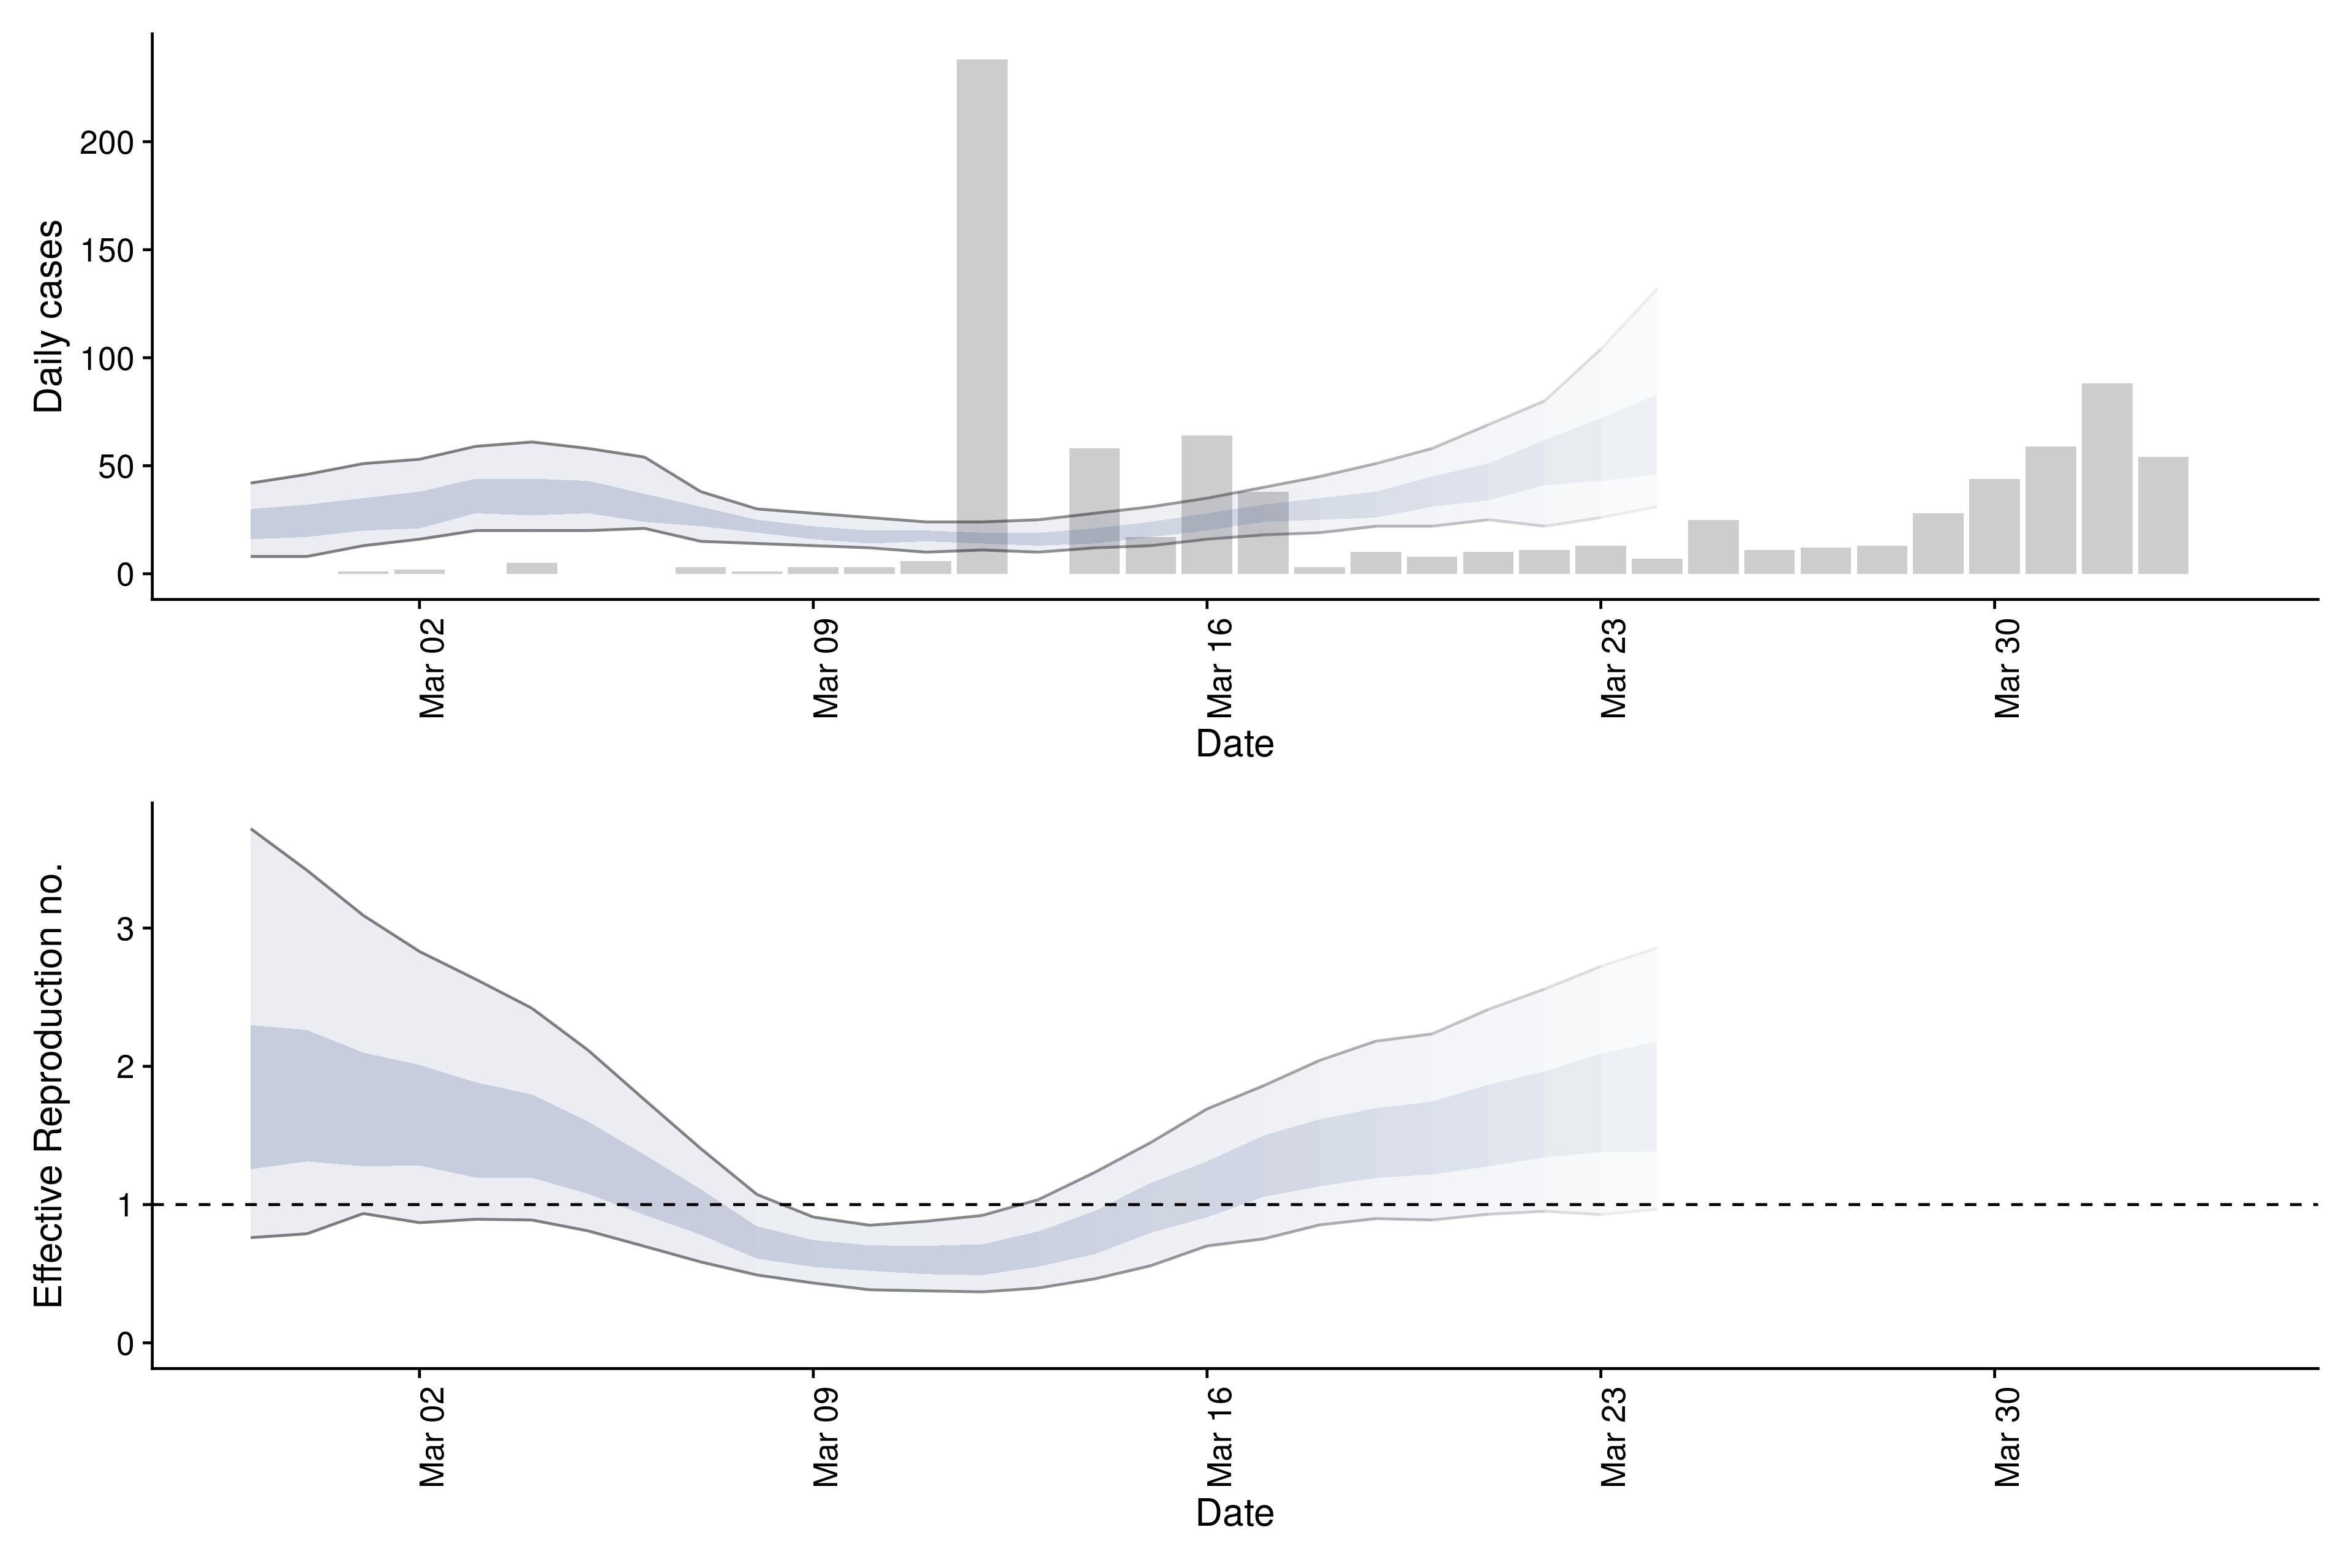 Daily cases
200
150
100
50
0
Mar 02
Mar 09
Mar 16
Mar 23
Mar 30
Date
Effective Reproduction no.
3
2
1
0
Mar 02
Mar 09
Mar 16
Mar 23
Mar 30
Date